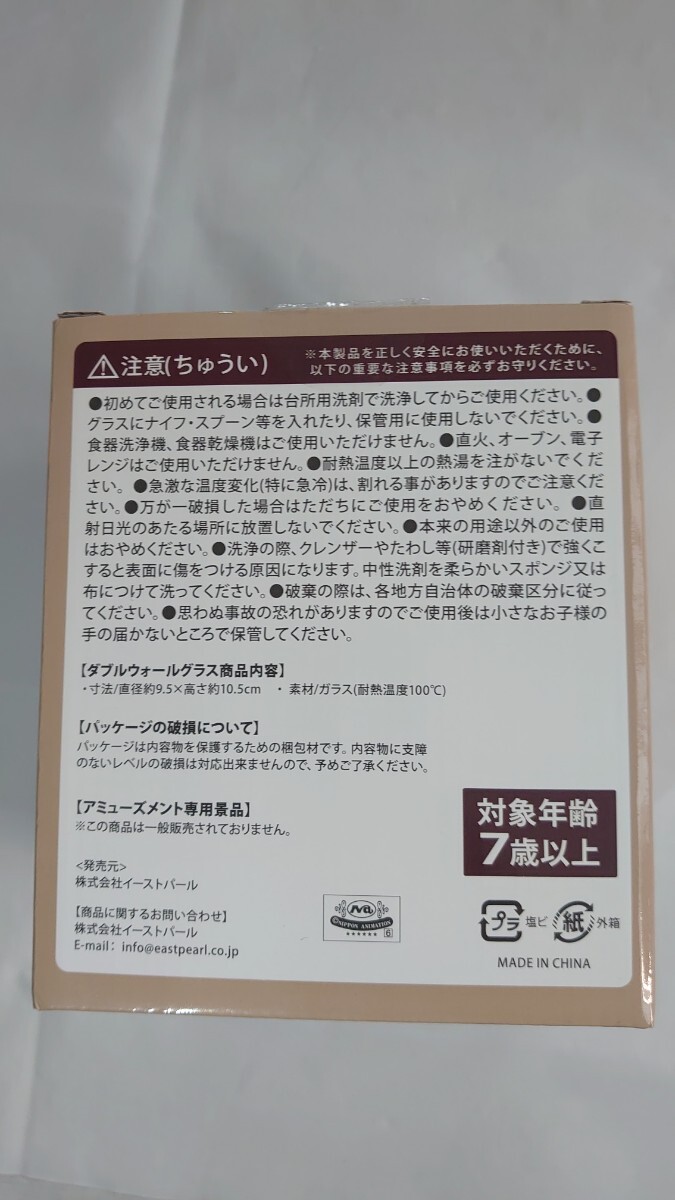 注意(ちゅうい)
※本製品を正しく安全にお使いいただくために、
以下の重要な注意事項を必ずお守りください。
●初めてご使用される場合は台所用洗剤で洗浄してからご使用ください。●
グラスにナイフ・スプーン等を入れたり、保管用に使用しないでください。●
食器洗浄機、食器乾燥機はご使用いただけません。●直火、オーブン、電子
レンジはご使用いただけません。●耐熱温度以上の熱湯を注がないでくだ
さい。●急激な温度変化(特に急冷)は、割れる事がありますのでご注意くだ
さい。●万が一破損した場合はただちにご使用をおやめください。●直
射日光のあたる場所に放置しないでください。●本来の用途以外のご使用
はおやめください。●洗浄の際、クレンザーやたわし等(研磨剤付き)で強くこ
すると表面に傷をつける原因になります。中性洗剤を柔らかいスポンジ又は
布につけて洗ってください。●破棄の際は、各地方自治体の破棄区分に従っ
てください。●思わぬ事故の恐れがありますのでご使用後は小さなお子様の
手の届かないところで保管してください。
【ダブルウォールグラス商品内容】
・寸法/直径約9.5×高さ約10.5cm ・素材/ガラス(耐熱温度100℃)
【パッケージの破損について】
パッケージは内容物を保護するための梱包材です。内容物に支障
のないレベルの破損は対応出来ませんので、予めご了承ください。
【アミューズメント専用景品】
※この商品は一般販売されておりません。
対象年齢
7歳以上
<発売元>
株式会社イーストパール
【商品に関するお問い合わせ】
株式会社イーストパール
E-mail: info@eastpearl.co.jp
©NIPPON ANIMATION
6
プラ 塩ビ 紙 外箱
MADE IN CHINA